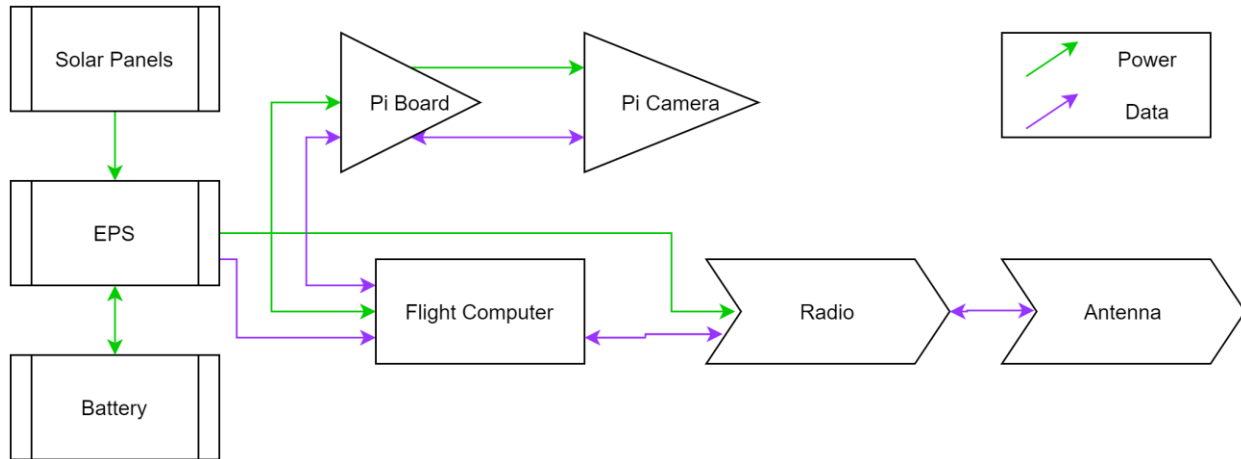 Solar Panels
Pi Board
Pi Camera
Power
Data
EPS
Flight Computer
Radio
Antenna
Battery